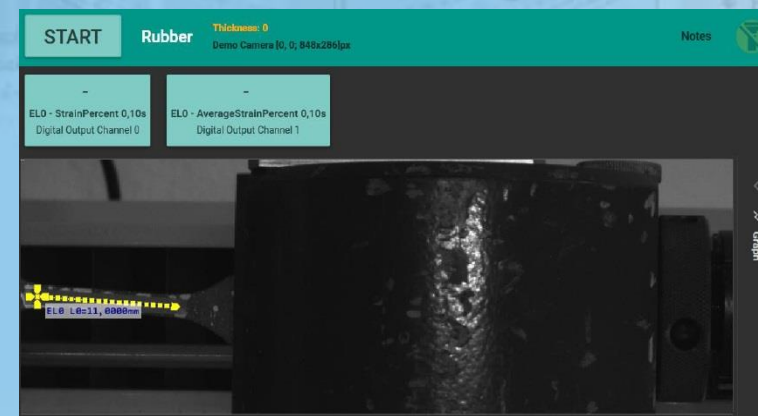 START
Rubber
Thickness: 0
Demo Camera [0, 0; 848x286]px
Notes
-
EL0 - StrainPercent 0,10s
Digital Output Channel 0
-
EL0 - AverageStrainPercent 0,10s
Digital Output Channel 1
Graph
EL0 L0=11,0000mm